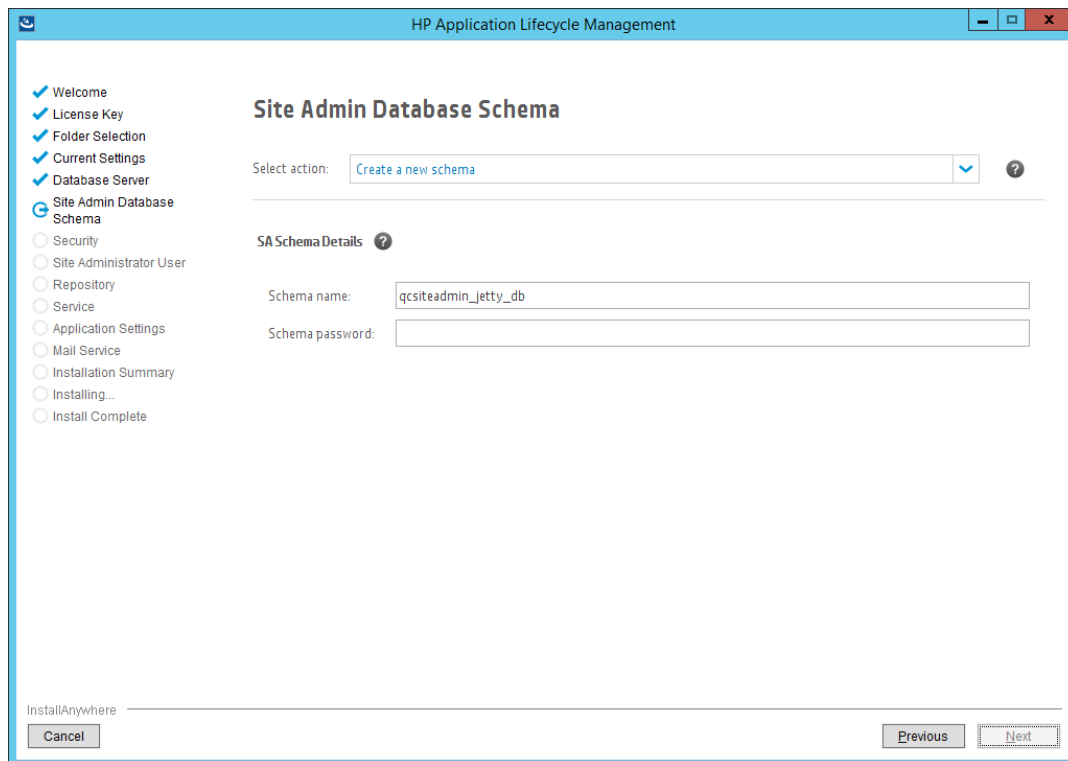 HP Application Lifecycle Management
Welcome
License Key
Folder Selection
Current Settings
Database Server
Site Admin Database
Schema
Security
Site Administrator User
Repository
Service
Application Settings
Mail Service
Installation Summary
Installing...
Install Complete
Site Admin Database Schema
Select action:
Create a new schema
?
SA Schema Details ?
Schema name:
qcsiteadmin_jetty_db
Schema password:
InstallAnywhere
Cancel
Previous
Next